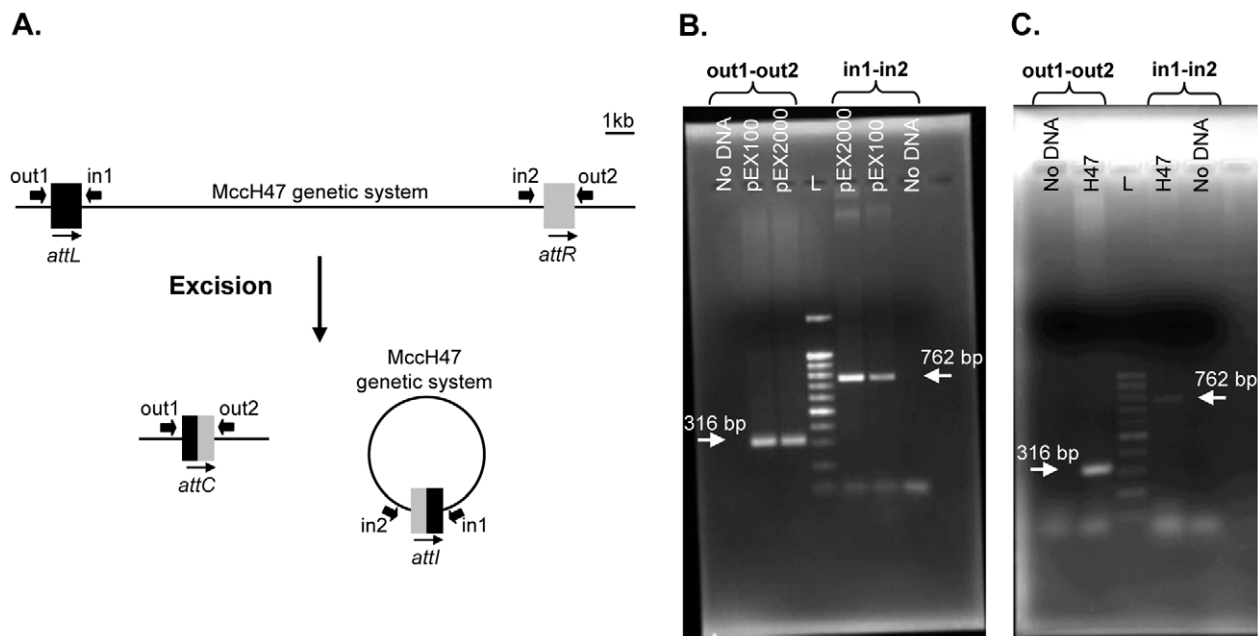 A.
1kb
out1
in1
MccH47 genetic system
in2
out2
attL
attR
Excision
MccH47
genetic system
out1
out2
attC
in2
in1
attI
B.
out1-out2
in1-in2
No DNA
pEX100
pEX2000
L
pEX2000
pEX100
No DNA
762 bp
316 bp
C.
out1-out2
in1-in2
No DNA
H47
L
H47
No DNA
762 bp
316 bp